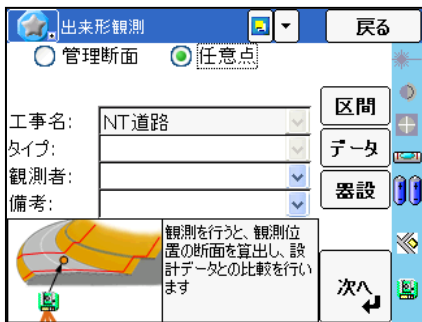 出来形観測
戻る
管理断面
任意点
区間
工事名:
NT道路
タイプ:
データ
観測者:
器設
備考:
観測を行うと、観測位
置の断面を算出し、設
計データとの比較を行い
ます
次へ